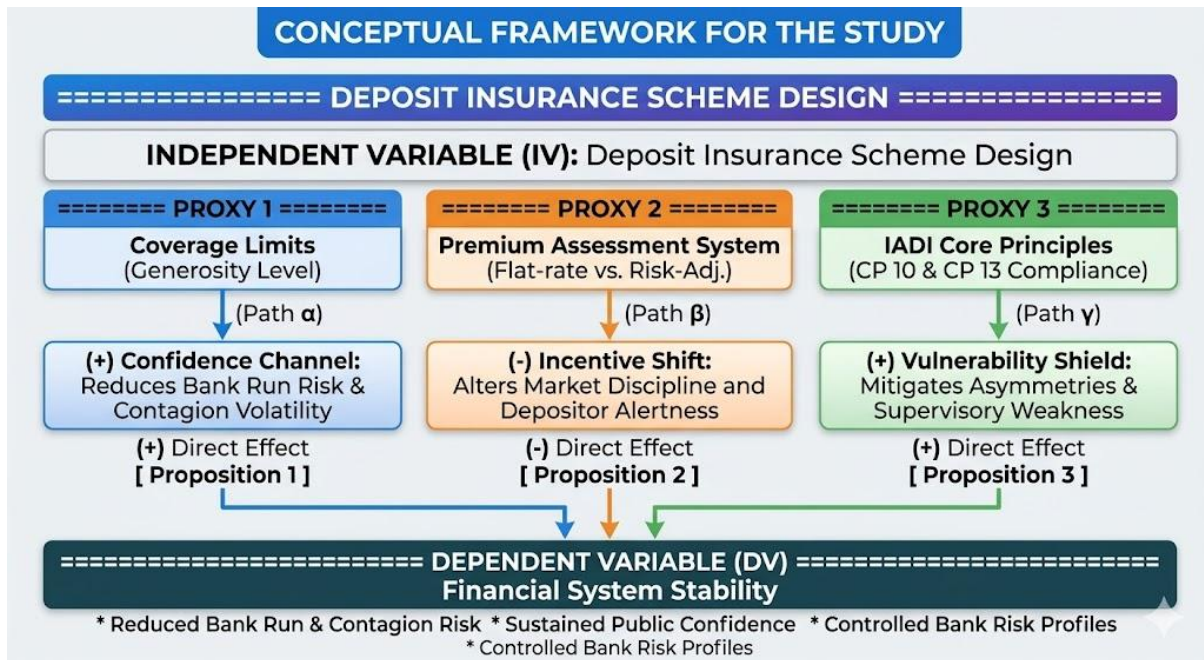 CONCEPTUAL FRAMEWORK FOR THE STUDY
================ DEPOSIT INSURANCE SCHEME DESIGN ================
INDEPENDENT VARIABLE (IV): Deposit Insurance Scheme Design
======== PROXY 1 ========
Coverage Limits
(Generosity Level)
(Path α)
(+) Confidence Channel:
Reduces Bank Run Risk &
Contagion Volatility
(+) Direct Effect
[ Proposition 1 ]
======== PROXY 2 ========
Premium Assessment System
(Flat-rate vs. Risk-Adj.)
(Path β)
(-) Incentive Shift:
Alters Market Discipline and
Depositor Alertness
(-) Direct Effect
[ Proposition 2 ]
======== PROXY 3 ========
IADI Core Principles
(CP 10 & CP 13 Compliance)
(Path γ)
(+) Vulnerability Shield:
Mitigates Asymmetries &
Supervisory Weakness
(+) Direct Effect
[ Proposition 3 ]
======================== DEPENDENT VARIABLE (DV) ========================
Financial System Stability
* Reduced Bank Run & Contagion Risk * Sustained Public Confidence * Controlled Bank Risk Profiles
* Controlled Bank Risk Profiles